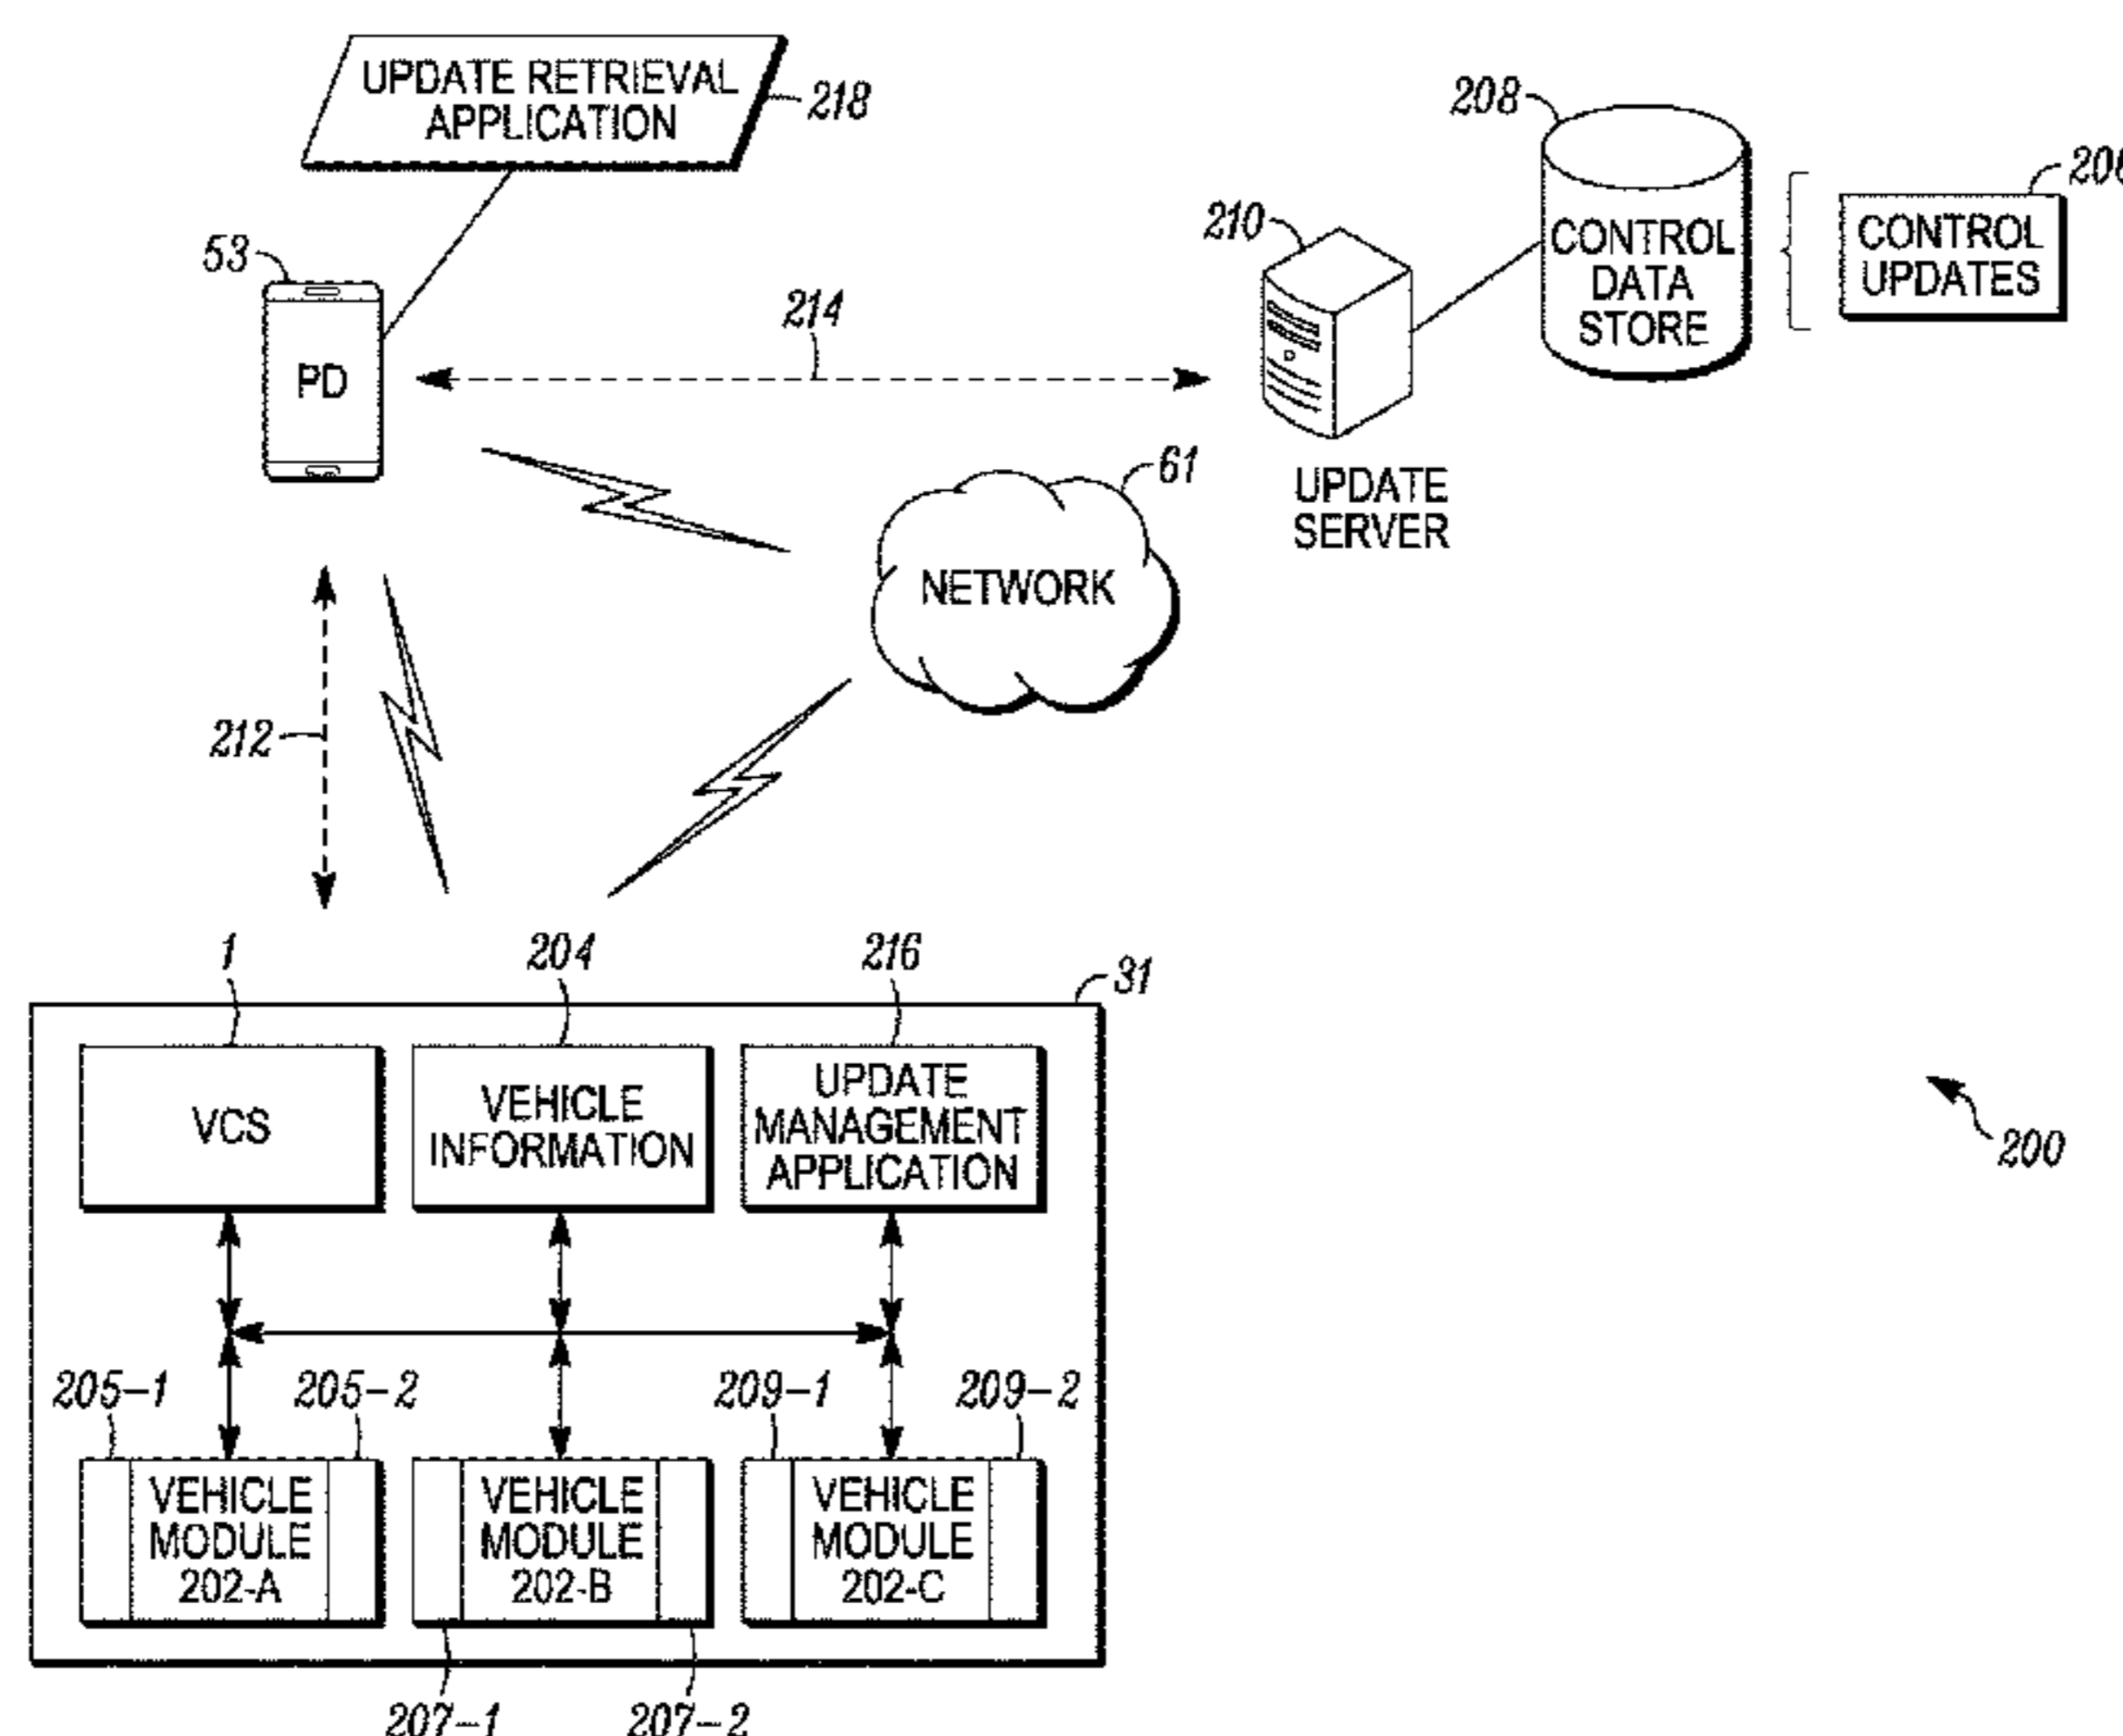 UPDATE RETRIEVAL
APPLICATION
218
208
206
CONTROL
DATA
STORE
CONTROL
UPDATES
210
53
PD
214
UPDATE
SERVER
61
NETWORK
212
1
204
216
31
VCS
VEHICLE
INFORMATION
UPDATE
MANAGEMENT
APPLICATION
200
205-1
205-2
209-1
209-2
VEHICLE
MODULE
202-A
VEHICLE
MODULE
202-B
VEHICLE
MODULE
202-C
207-1
207-2